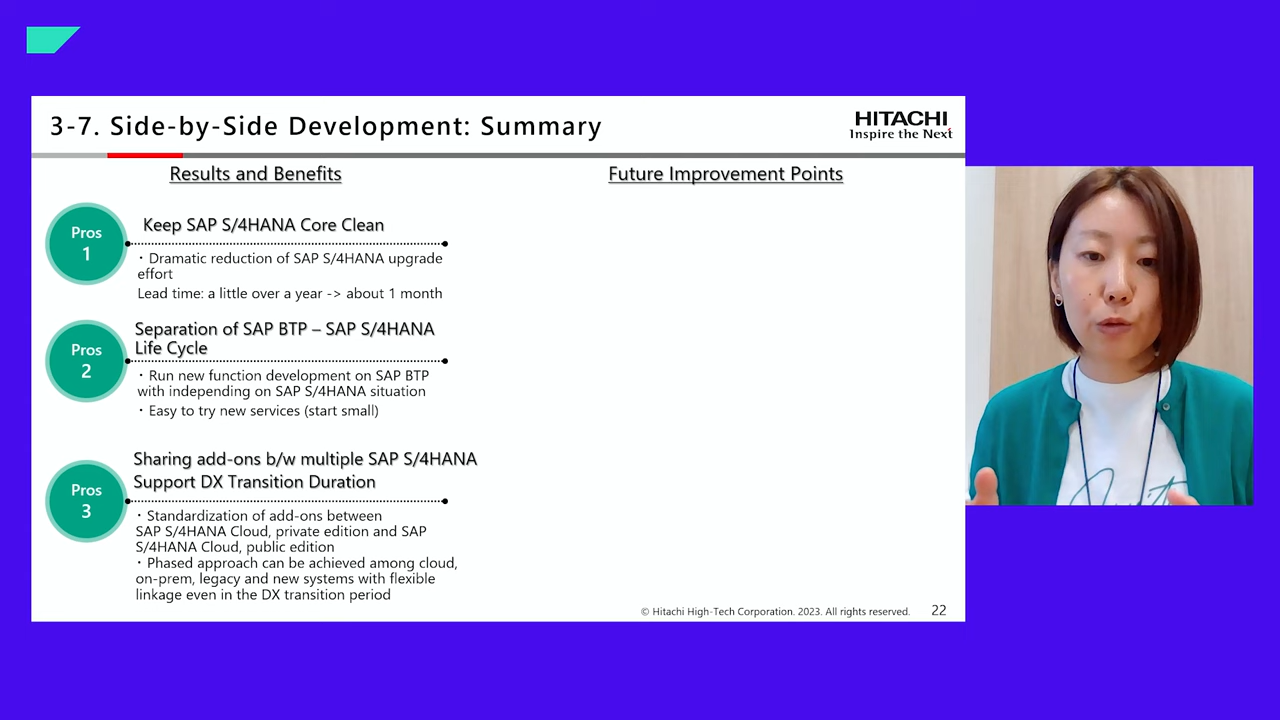 3-7. Side-by-Side Development: Summary
HITACHI
Inspire the Next
Results and Benefits
Pros
1
Keep SAP S/4HANA Core Clean
・Dramatic reduction of SAP S/4HANA upgrade
effort
Lead time: a little over a year -> about 1 month
Pros
2
Separation of SAP BTP – SAP S/4HANA
Life Cycle
・Run new function development on SAP BTP
with independing on SAP S/4HANA situation
・Easy to try new services (start small)
Pros
3
Sharing add-ons b/w multiple SAP S/4HANA
Support DX Transition Duration
・Standardization of add-ons between
SAP S/4HANA Cloud, private edition and SAP
S/4HANA Cloud, public edition
・Phased approach can be achieved among cloud,
on-prem, legacy and new systems with flexible
linkage even in the DX transition period
Future Improvement Points
© Hitachi High-Tech Corporation. 2023. All rights reserved.
22